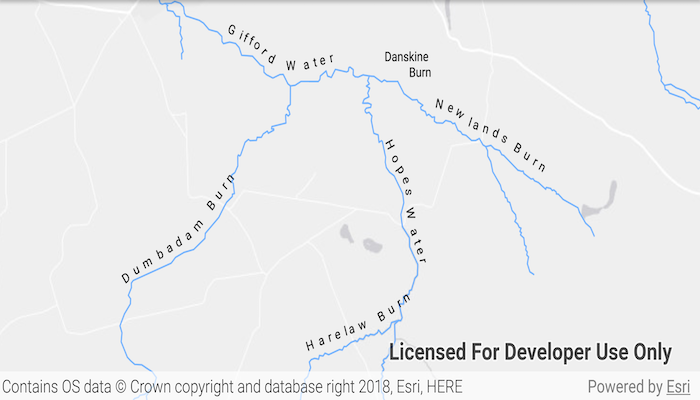 Gifford Water
Danskine
Burn
Newlands Burn
Hopes Water
Dumbadam Burn
Harelaw Burn
Licensed For Developer Use Only
Contains OS data © Crown copyright and database right 2018, Esri, HERE
Powered by Esri